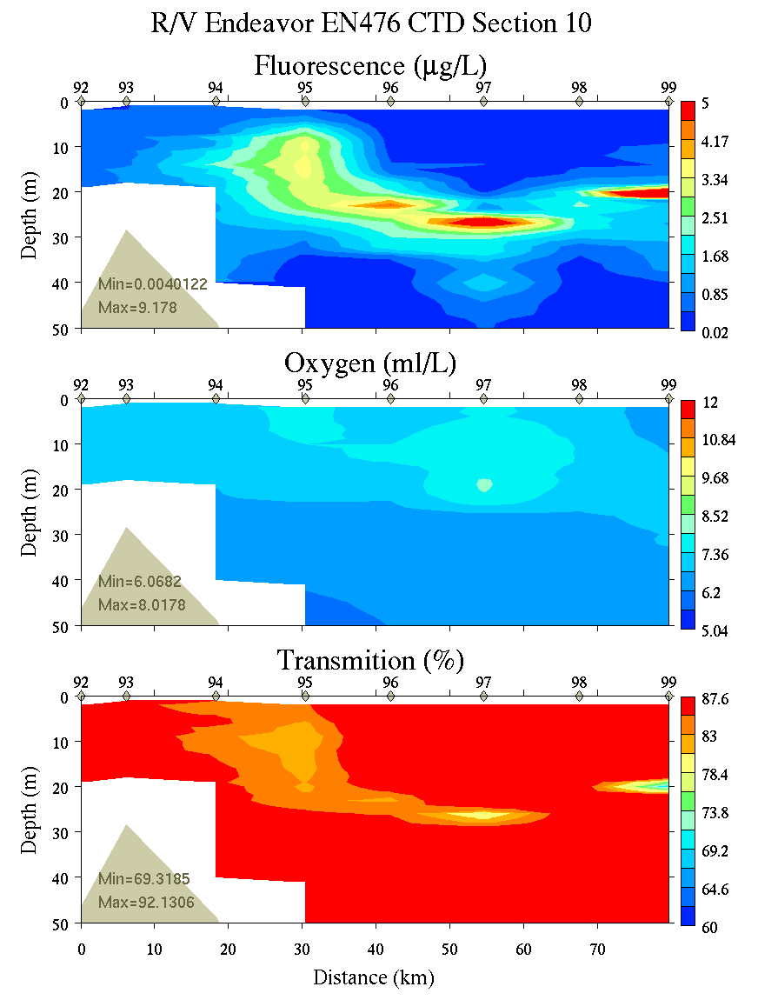 R/V Endeavor EN476 CTD Section 10
Fluorescence (μg/L)
92 93 94 95 96 97 98 99
0
10
20
30
40
50
Depth (m)
Min=0.0040122
Max=9.178
5
4.17
3.34
2.51
1.68
0.85
0.02
Oxygen (ml/L)
92 93 94 95 96 97 98 99
0
10
20
30
40
50
Depth (m)
Min=6.0682
Max=8.0178
12
10.84
9.68
8.52
7.36
6.2
5.04
Transmition (%)
92 93 94 95 96 97 98 99
0
10
20
30
40
50
Depth (m)
Min=69.3185
Max=92.1306
87.6
83
78.4
73.8
69.2
64.6
60
0 10 20 30 40 50 60 70
Distance (km)